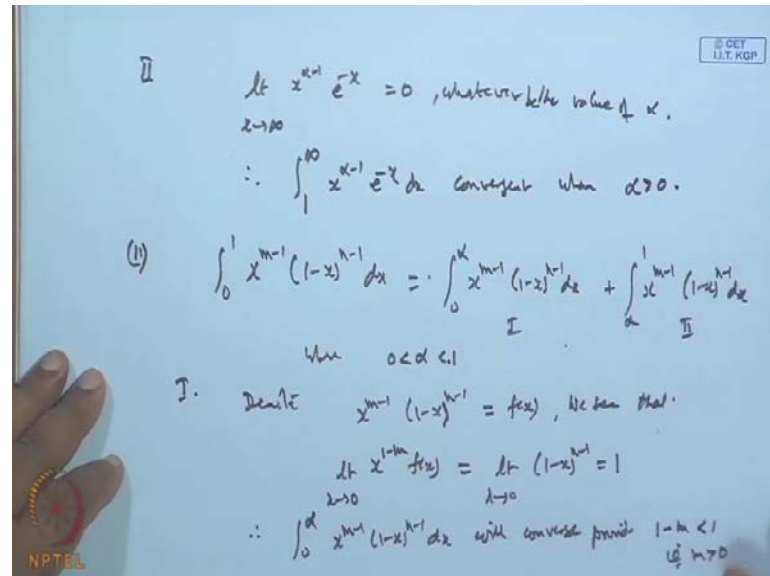 © CET
I.I.T. KGP
II lt x→∞ x^{α-1} e^{-x} = 0, whatever be the value of α.
∴ ∫_1^∞ x^{α-1} e^{-x} dx convergent when α>0.
(II) ∫_0^1 x^{m-1} (1-x)^{n-1} dx = ∫_0^α x^{m-1} (1-x)^{n-1} dx + ∫_α^1 x^{m-1} (1-x)^{n-1} dx
I II
when 0<α<1
I. Denote x^{m-1} (1-x)^{n-1} = f(x), we see that.
lt x→0 x^{1-m} f(x) = lt x→0 (1-x)^{n-1} = 1
∴ ∫_0^α x^{m-1} (1-x)^{n-1} dx will converge 1-m<1
ie m>0
NPTEL